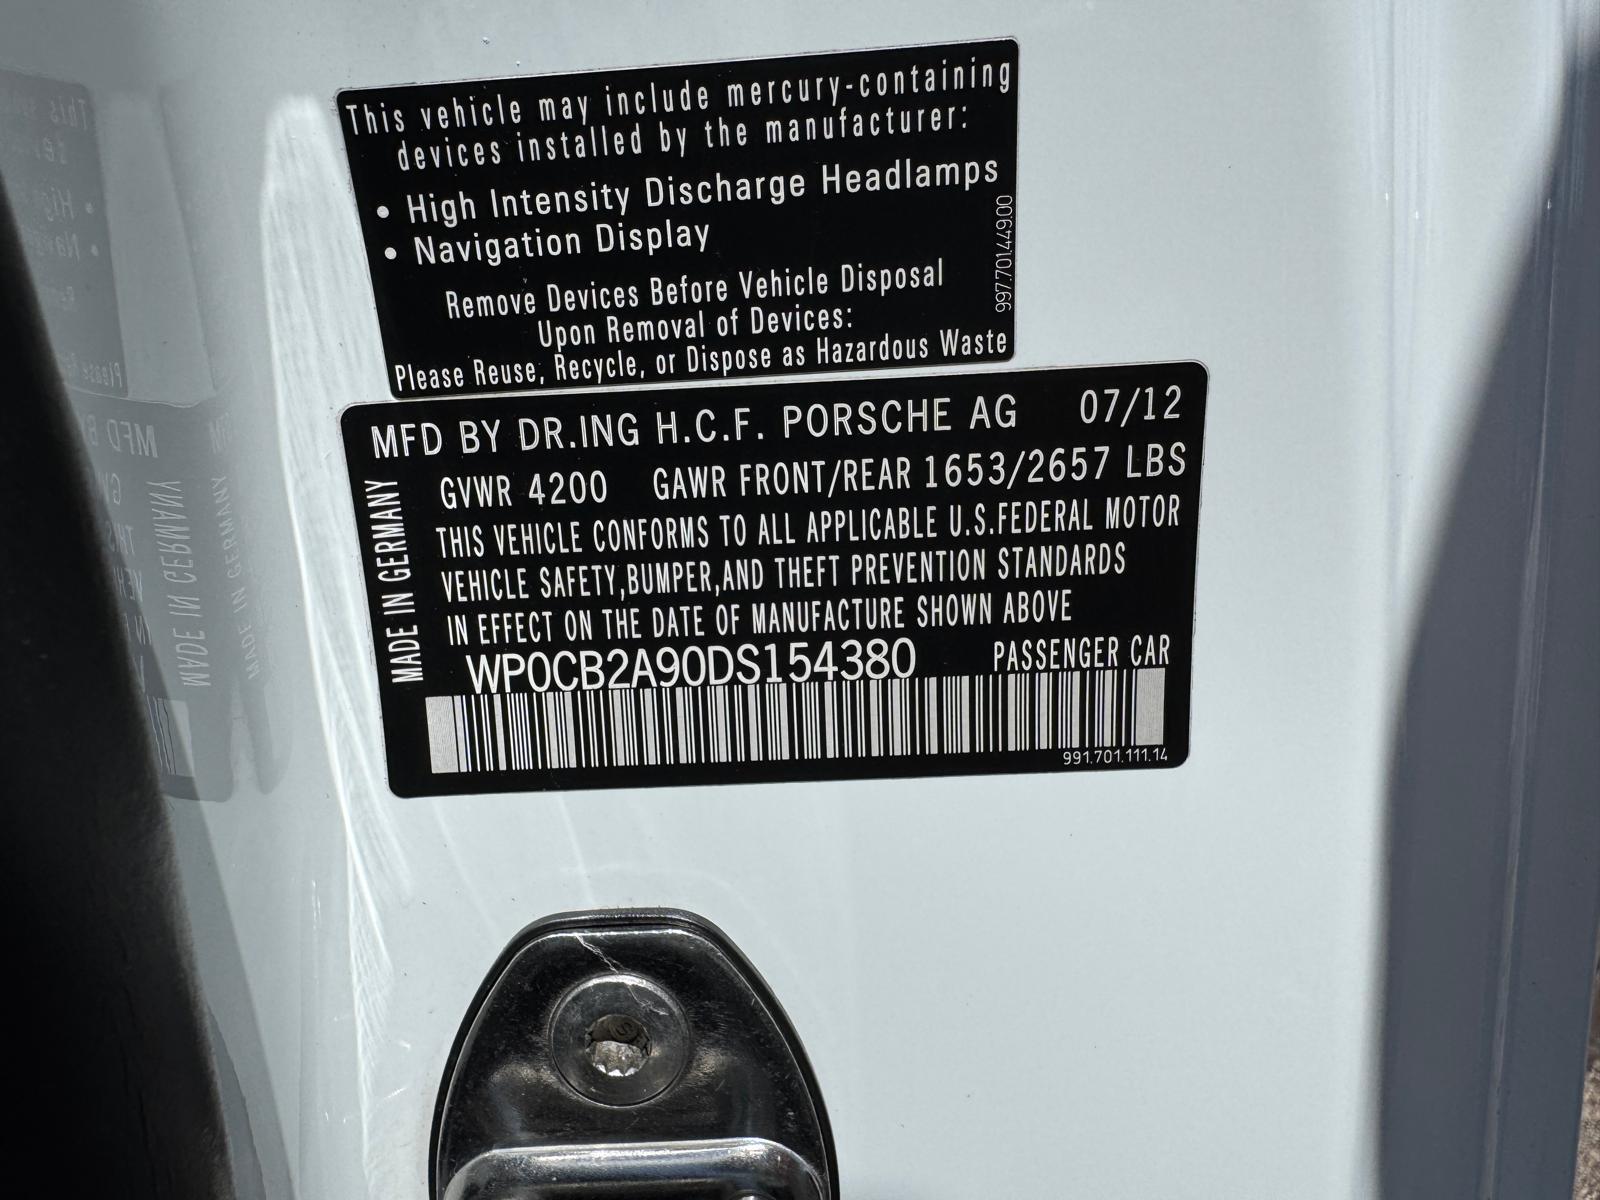 This vehicle may include mercury-containing
devices installed by the manufacturer:
• High Intensity Discharge Headlamps
• Navigation Display
Remove Devices Before Vehicle Disposal
Upon Removal of Devices:
Please Reuse, Recycle, or Dispose as Hazardous Waste
997.701.449.00
MFD BY DR.ING H.C.F. PORSCHE AG 07/12
GVWR 4200 GAWR FRONT/REAR 1653/2657 LBS
THIS VEHICLE CONFORMS TO ALL APPLICABLE U.S.FEDERAL MOTOR
VEHICLE SAFETY,BUMPER,AND THEFT PREVENTION STANDARDS
IN EFFECT ON THE DATE OF MANUFACTURE SHOWN ABOVE
WP0CB2A90DS154380 PASSENGER CAR
991.701.111.14
MADE IN GERMANY